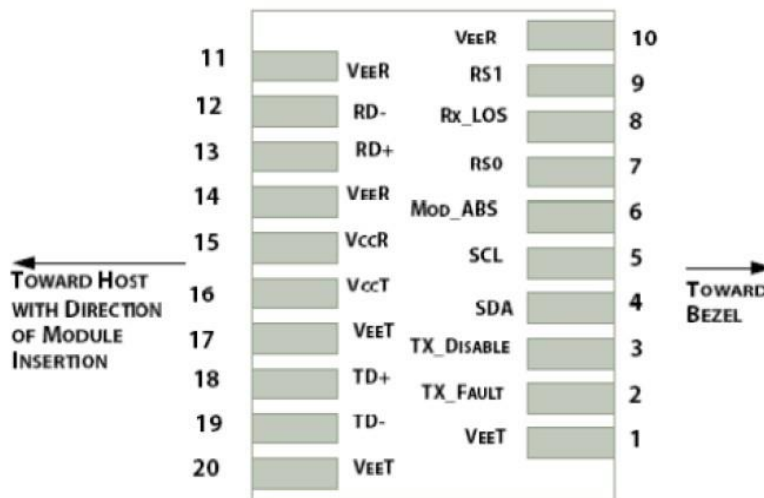 11 VEER
12 RD-
13 RD+
14 VEER
15 VCCR
16 VCCT
17 VEET
18 TD+
19 TD-
20 VEET
VEER 10
RS1 9
RX_LOS 8
RS0 7
MOD_ABS 6
SCL 5
SDA 4
TX_DISABLE 3
TX_FAULT 2
VEET 1
TOWARD HOST
WITH DIRECTION
OF MODULE
INSERTION
TOWARD
BEZEL